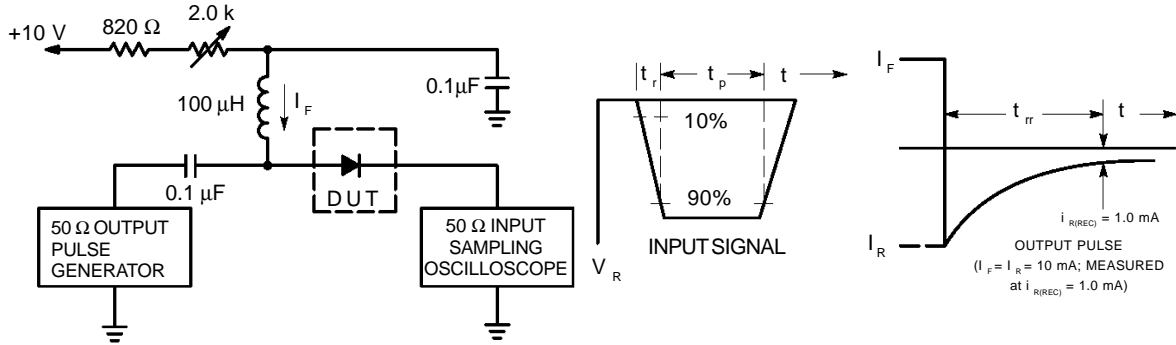 +10 V
820 Ω
2.0 k
100 µH
I F
0.1µF
0.1 µF
DUT
50 Ω OUTPUT
PULSE
GENERATOR
50 Ω INPUT
SAMPLING
OSCILLOSCOPE
t r
t p
t
10%
90%
V R
INPUT SIGNAL
I F
t rr
t
I R
i R(REC) = 1.0 mA
OUTPUT PULSE
(I F = I R = 10 mA; MEASURED
at i R(REC) = 1.0 mA)